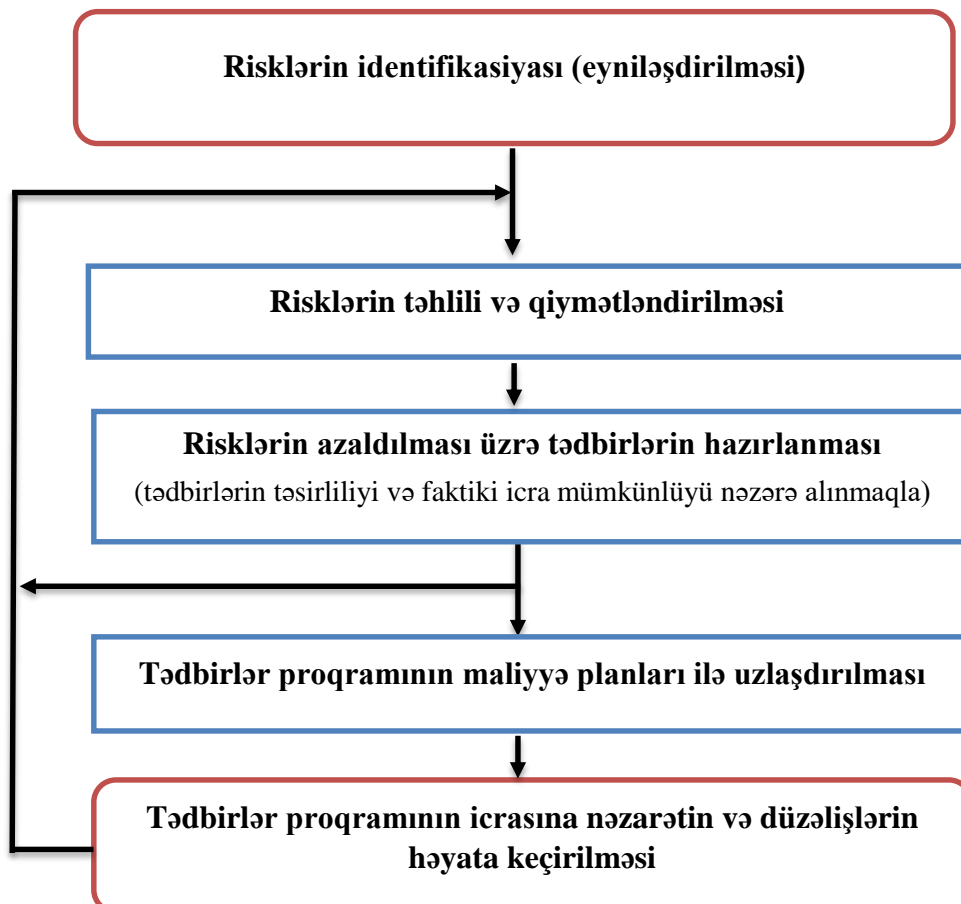 Risklərin identifikasiyası (eyniləşdirilməsi)
Risklərin təhlili və qiymətləndirilməsi
Risklərin azaldılması üzrə tədbirlərin hazırlanması
(tədbirlərin təsirliliyi və faktiki icra mümkünlüyü nəzərə alınmaqla)
Tədbirlər proqramının maliyyə planları ilə uzlaşdırılması
Tədbirlər proqramının icrasına nəzarətin və düzəlişlərin
həyata keçirilməsi